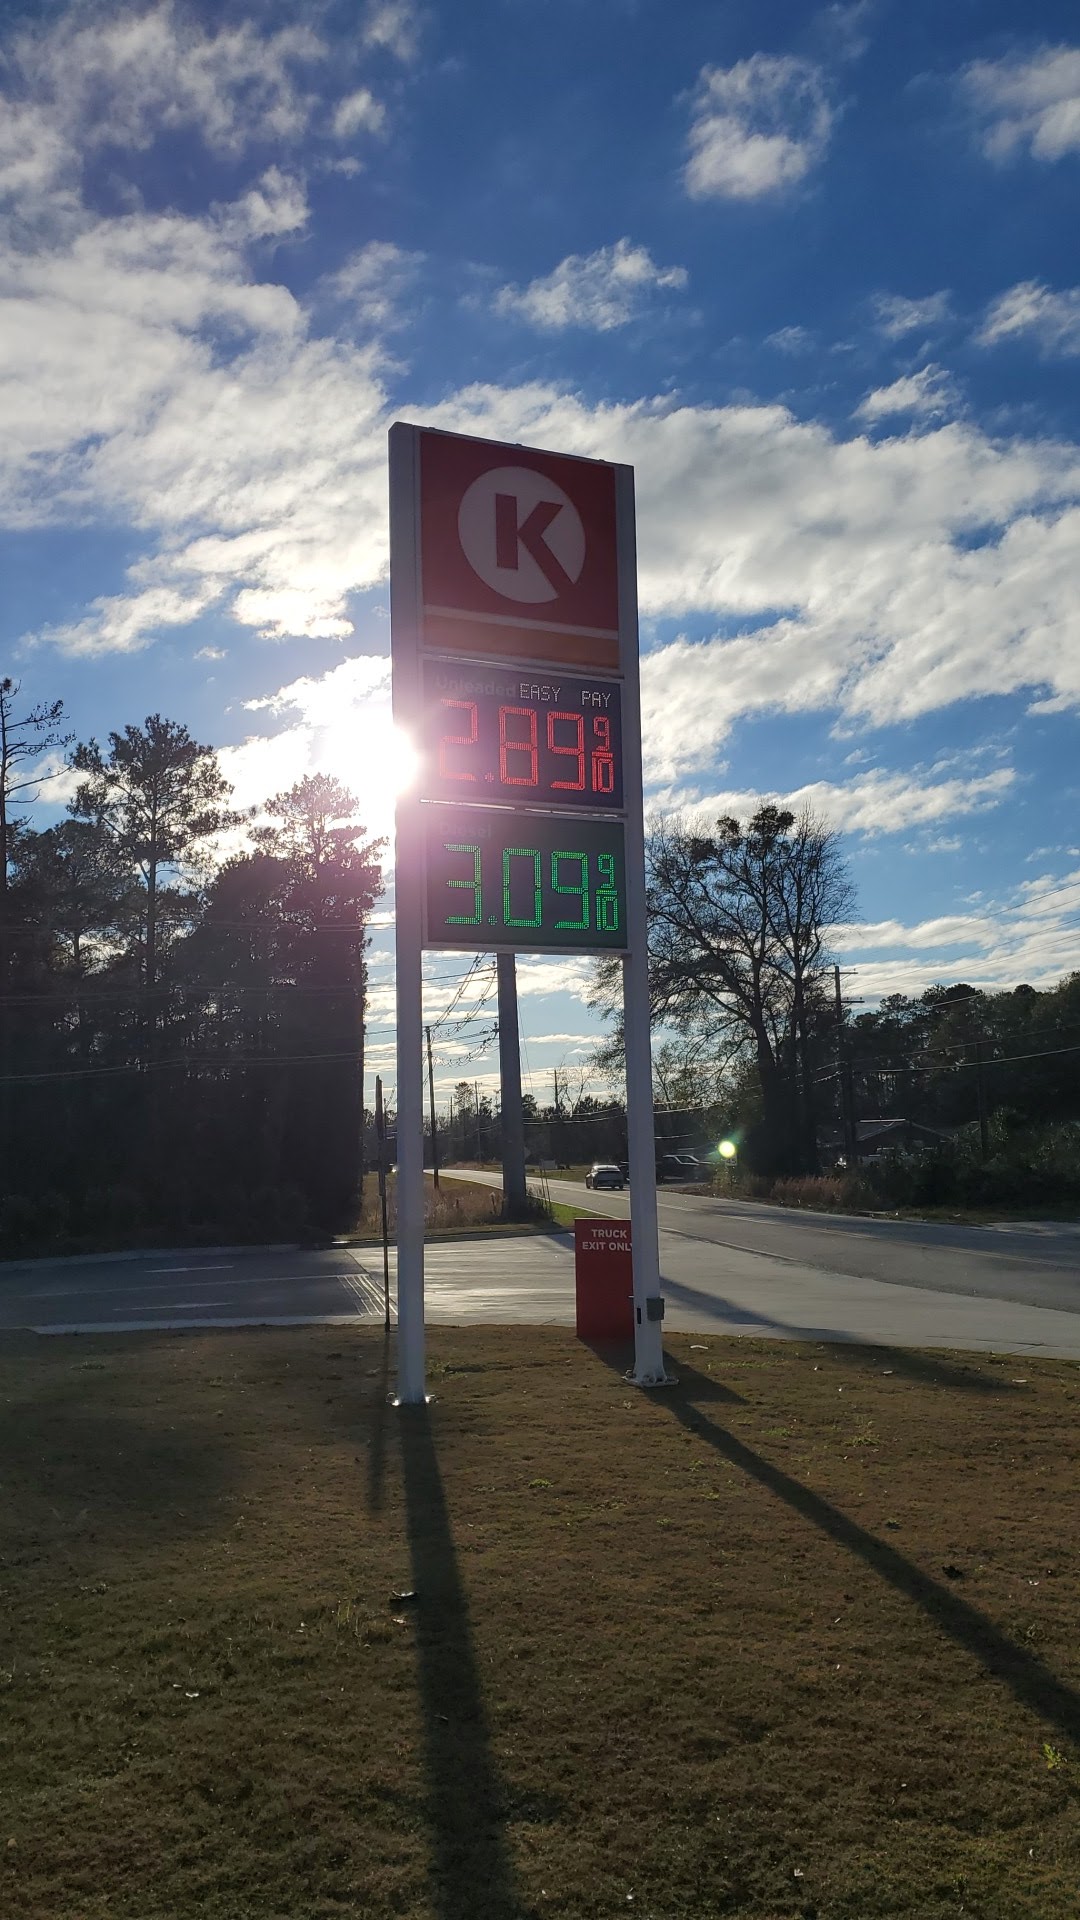 K
Unleaded EASY PAY
2.89 9/10
Diesel
3.09 9/10
TRUCK
EXIT ONLY